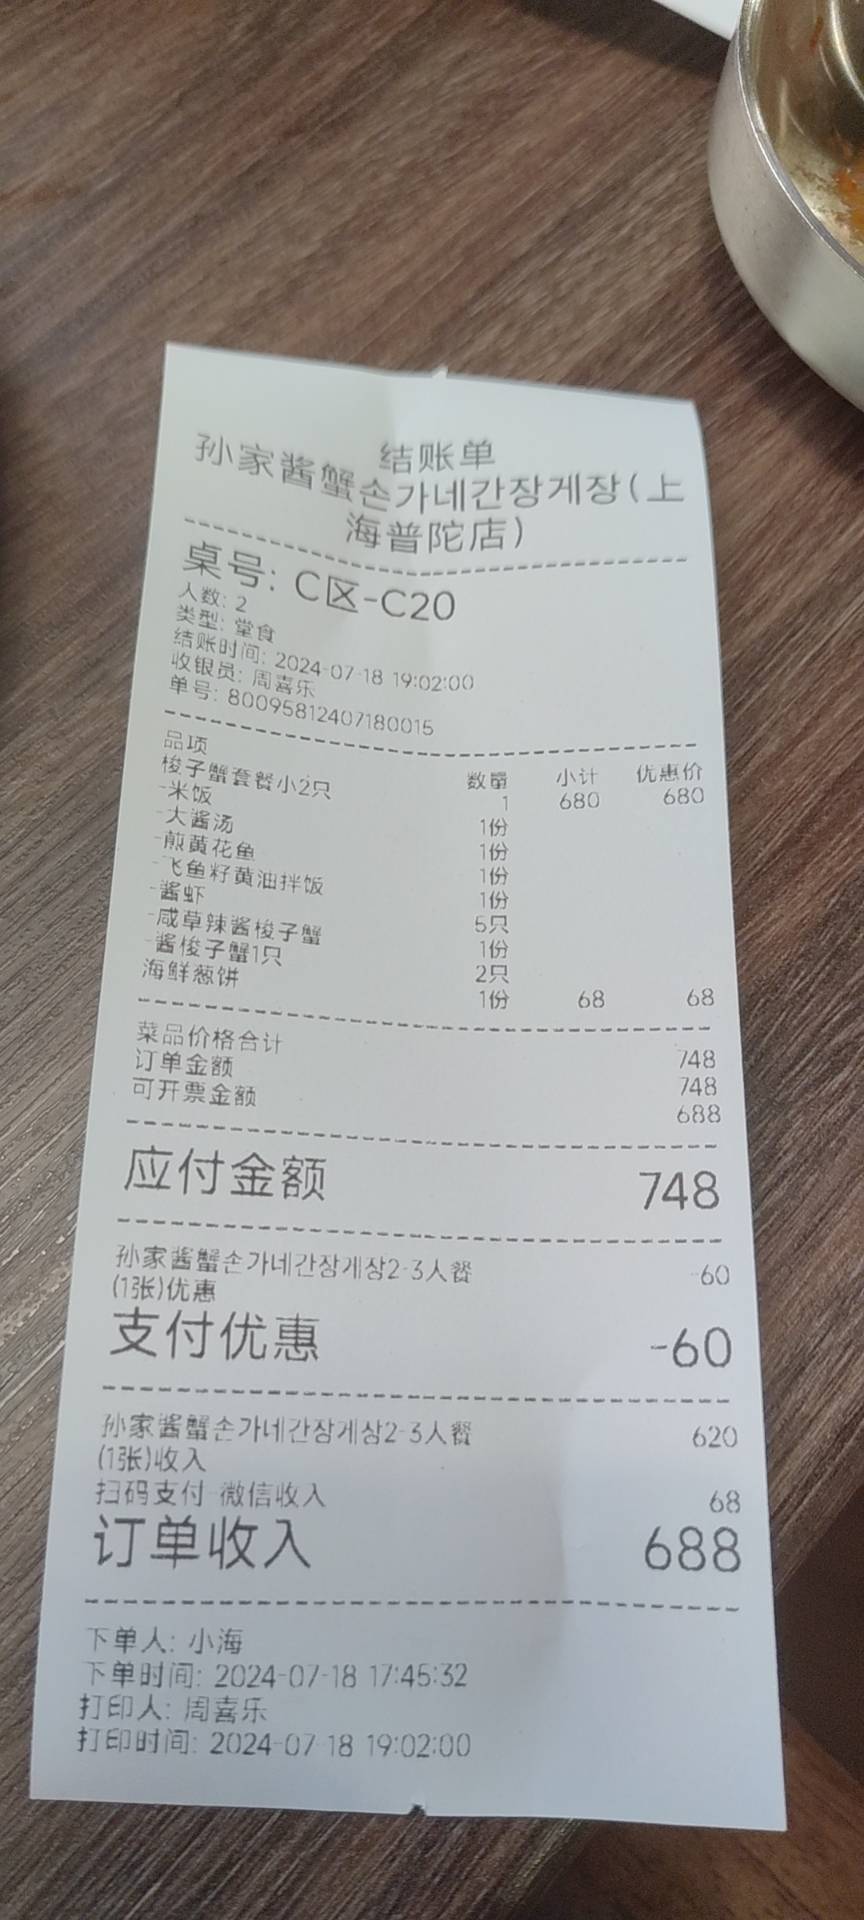 结账单
孙家酱蟹손가네간장게장(上
海普陀店)
桌号: C区-C20
人数: 2
类型: 堂食
结账时间: 2024-07-18 19:02:00
收银员: 周喜乐
单号: 80095812407180015
品项 数量 小计 优惠价
梭子蟹套餐小2只 1 680 680
-米饭 1份
-大酱汤 1份
-煎黄花鱼 1份
-飞鱼籽黄油拌饭 1份
-酱虾 5只
-咸草辣酱梭子蟹 1份
-酱梭子蟹1只 2只
海鲜葱饼 1份 68 68
菜品价格合计 748
订单金额 748
可开票金额 688
应付金额 748
孙家酱蟹손가네간장게장2-3人餐 -60
(1张)优惠
支付优惠 -60
孙家酱蟹손가네간장게장2-3人餐 620
(1张)收入
扫码支付-微信收入 68
订单收入 688
下单人: 小海
下单时间: 2024-07-18 17:45:32
打印人: 周喜乐
打印时间: 2024-07-18 19:02:00